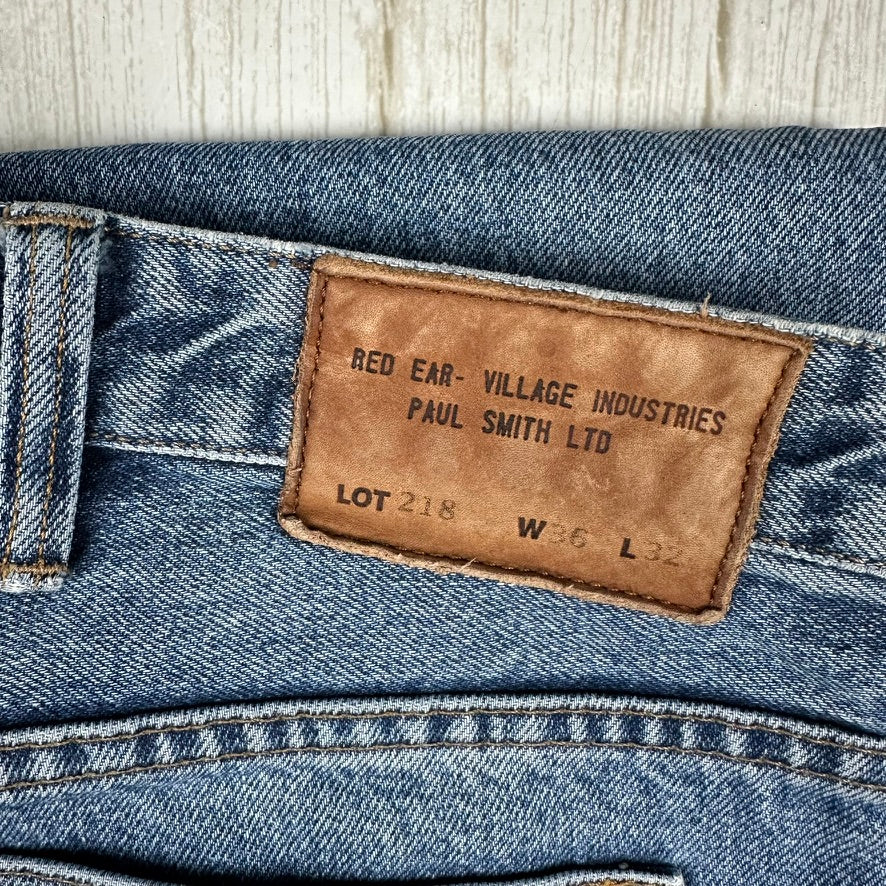 RED EAR- VILLAGE INDUSTRIES
PAUL SMITH LTD
LOT 218 W36 L32